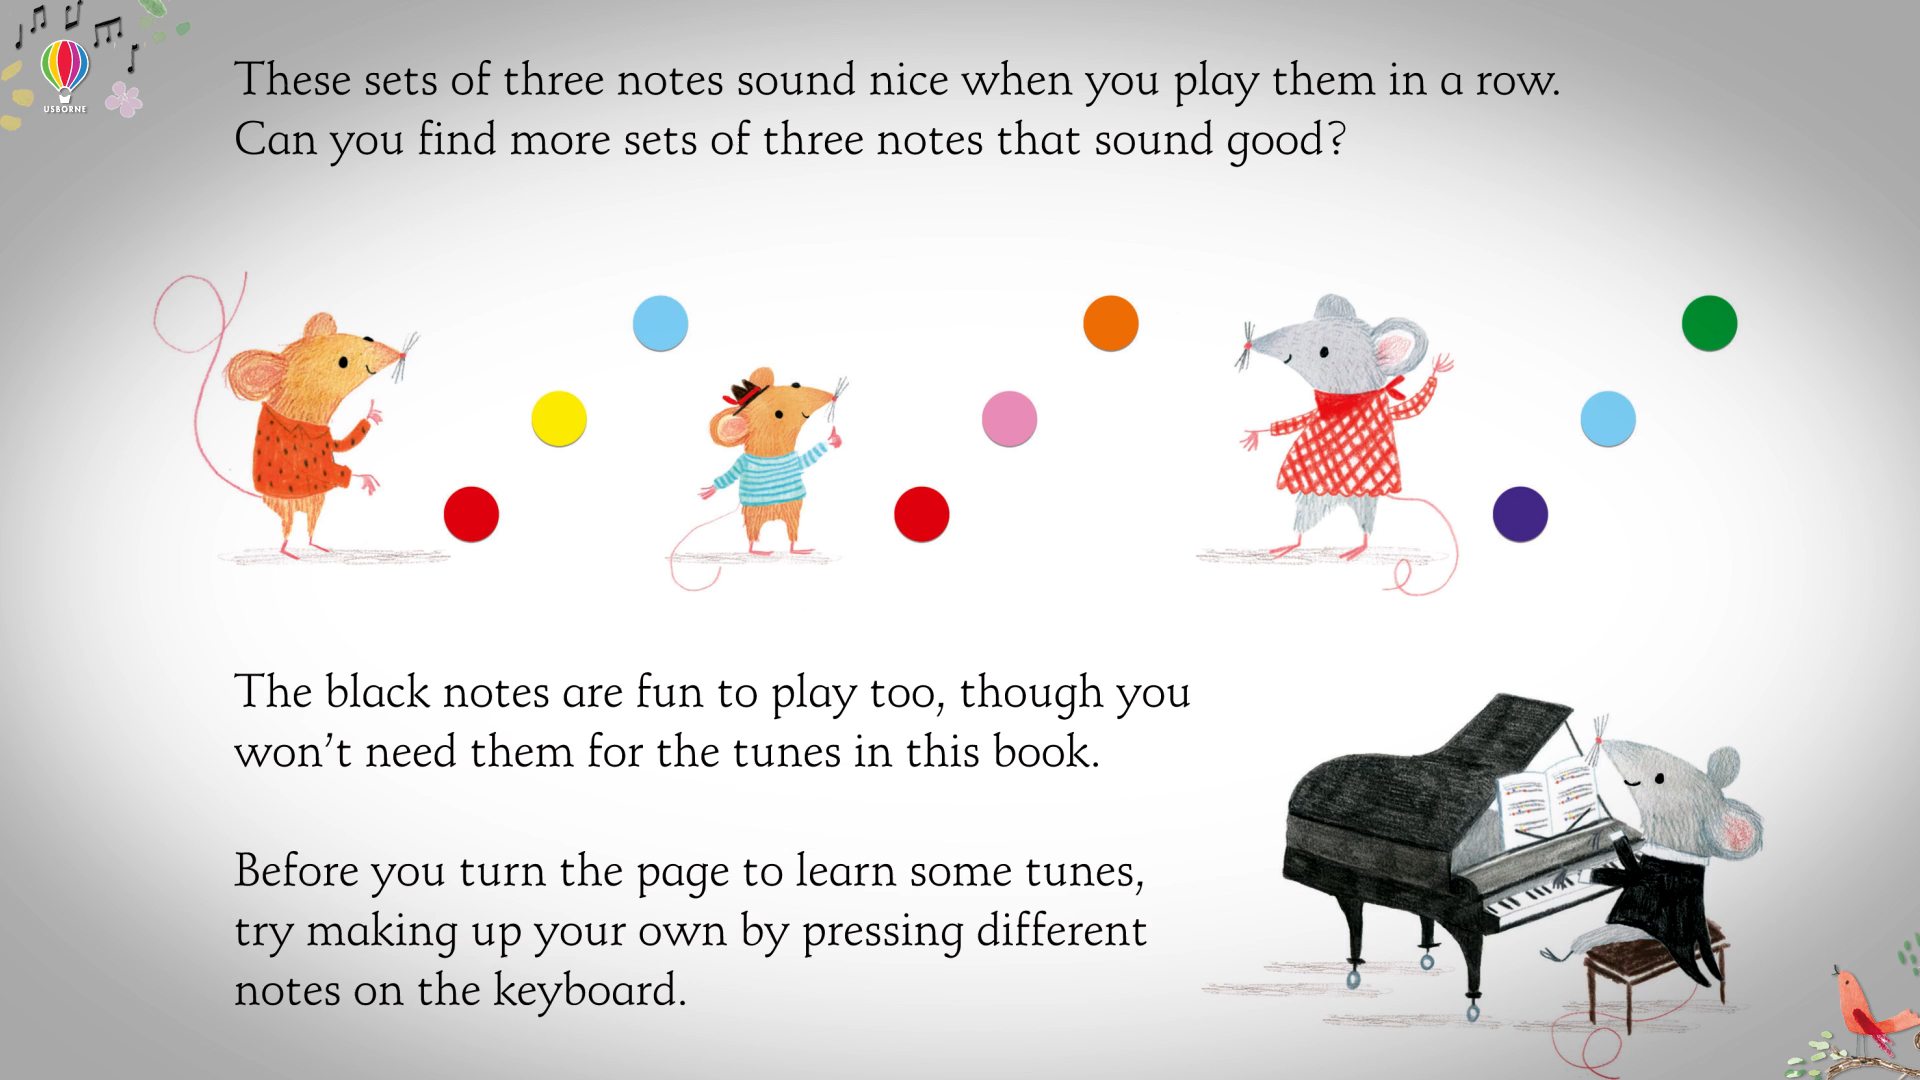 USBORNE
These sets of three notes sound nice when you play them in a row.
Can you find more sets of three notes that sound good?
The black notes are fun to play too, though you
won't need them for the tunes in this book.
Before you turn the page to learn some tunes,
try making up your own by pressing different
notes on the keyboard.